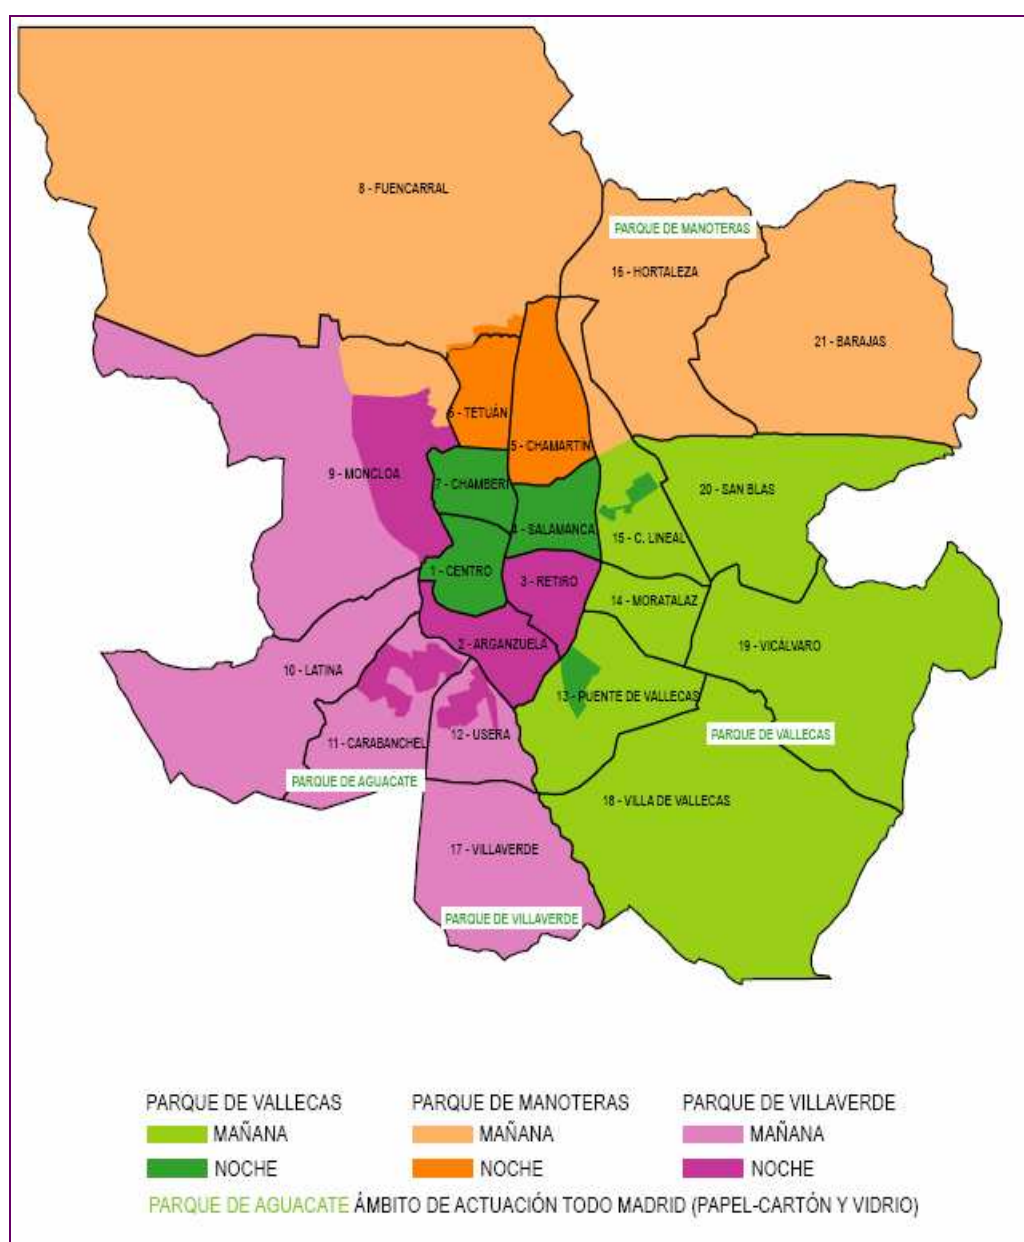 8 - FUENCARRAL
PARQUE DE MANOTERAS
16 - HORTALEZA
21 - BARAJAS
6 - TETUÁN
5 - CHAMARTÍN
9 - MONCLOA
7 - CHAMBERÍ
20 - SAN BLAS
4 - SALAMANCA
15 - C. LINEAL
1 - CENTRO
3 - RETIRO
14 - MORATALAZ
2 - ARGANZUELA
19 - VICÁLVARO
10 - LATINA
13 - PUENTE DE VALLECAS
12 - USERA
PARQUE DE VALLECAS
11 - CARABANCHEL
PARQUE DE AGUACATE
18 - VILLA DE VALLECAS
17 - VILLAVERDE
PARQUE DE VILLAVERDE
PARQUE DE VALLECAS
MAÑANA
NOCHE
PARQUE DE MANOTERAS
MAÑANA
NOCHE
PARQUE DE VILLAVERDE
MAÑANA
NOCHE
PARQUE DE AGUACATE ÁMBITO DE ACTUACIÓN TODO MADRID (PAPEL-CARTÓN Y VIDRIO)